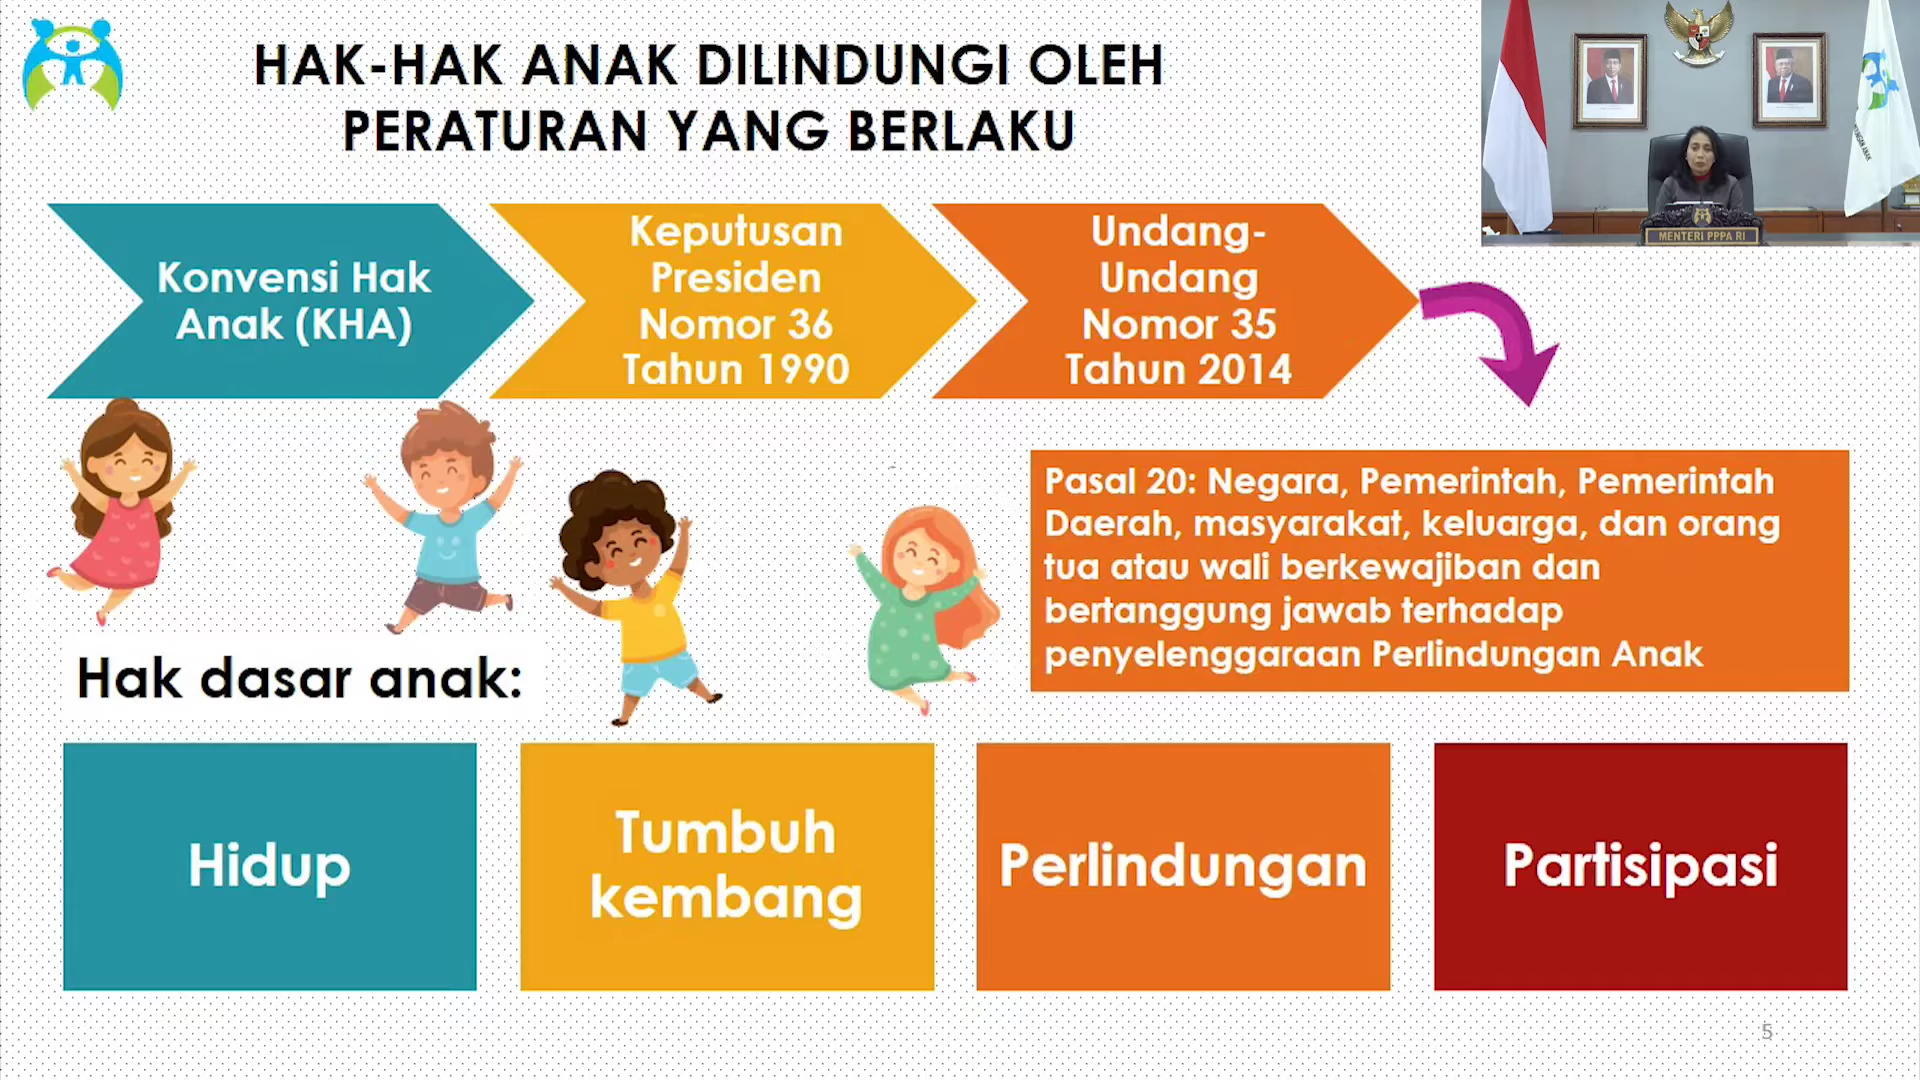 HAK-HAK ANAK DILINDUNGI OLEH
PERATURAN YANG BERLAKU
MENTERI PPPA RI
Konvensi Hak
Anak (KHA)
Keputusan
Presiden
Nomor 36
Tahun 1990
Undang-
Undang
Nomor 35
Tahun 2014
Pasal 20: Negara, Pemerintah, Pemerintah
Daerah, masyarakat, keluarga, dan orang
tua atau wali berkewajiban dan
bertanggung jawab terhadap
penyelenggaraan Perlindungan Anak
Hak dasar anak:
Hidup
Tumbuh
kembang
Perlindungan
Partisipasi
5